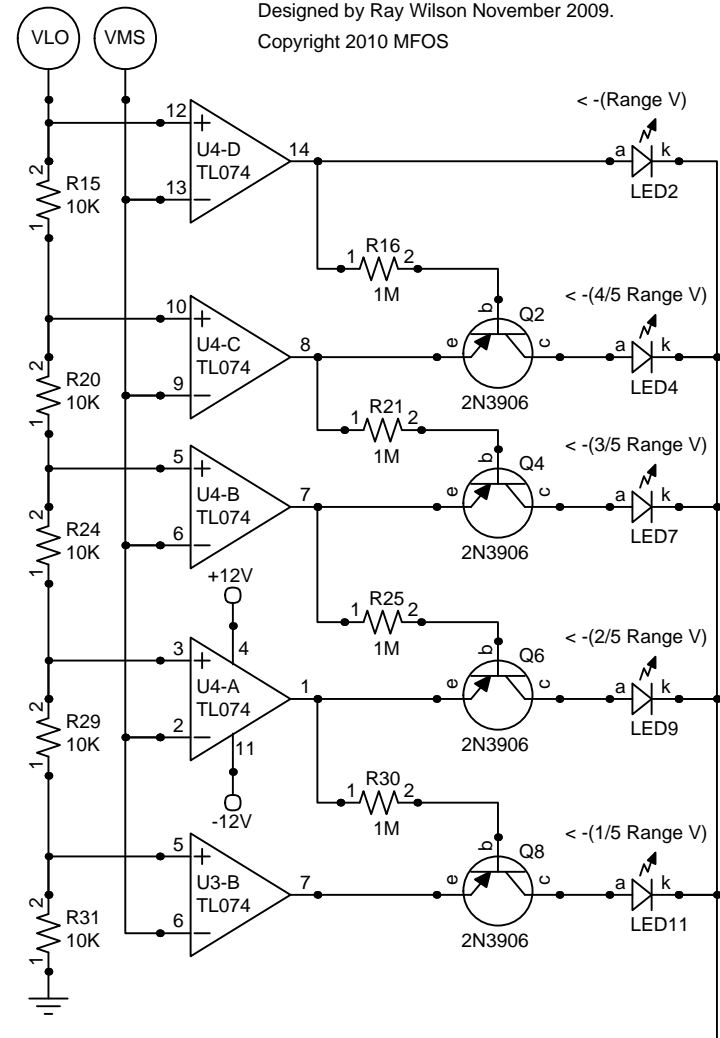 Designed by Ray Wilson November 2009.
Copyright 2010 MFOS
VLO
VMS
< -(Range V)
12
+
U4-D
TL074
14
13
−
a
k
LED2
2
R15
10K
1
1
R16
2
1M
b
< -(4/5 Range V)
Q2
10
+
U4-C
TL074
8
9
−
e
c
a
k
LED4
2N3906
2
R20
10K
1
1
R21
2
1M
b
< -(3/5 Range V)
Q4
5
+
U4-B
TL074
7
6
−
e
c
a
k
LED7
2N3906
2
R24
10K
1
+12V
4
1
R25
2
1M
b
< -(2/5 Range V)
Q6
3
+
U4-A
TL074
1
2
−
11
-12V
e
c
a
k
LED9
2N3906
2
R29
10K
1
1
R30
2
1M
b
< -(1/5 Range V)
Q8
5
+
U3-B
TL074
7
6
−
e
c
a
k
LED11
2N3906
2
R31
10K
1